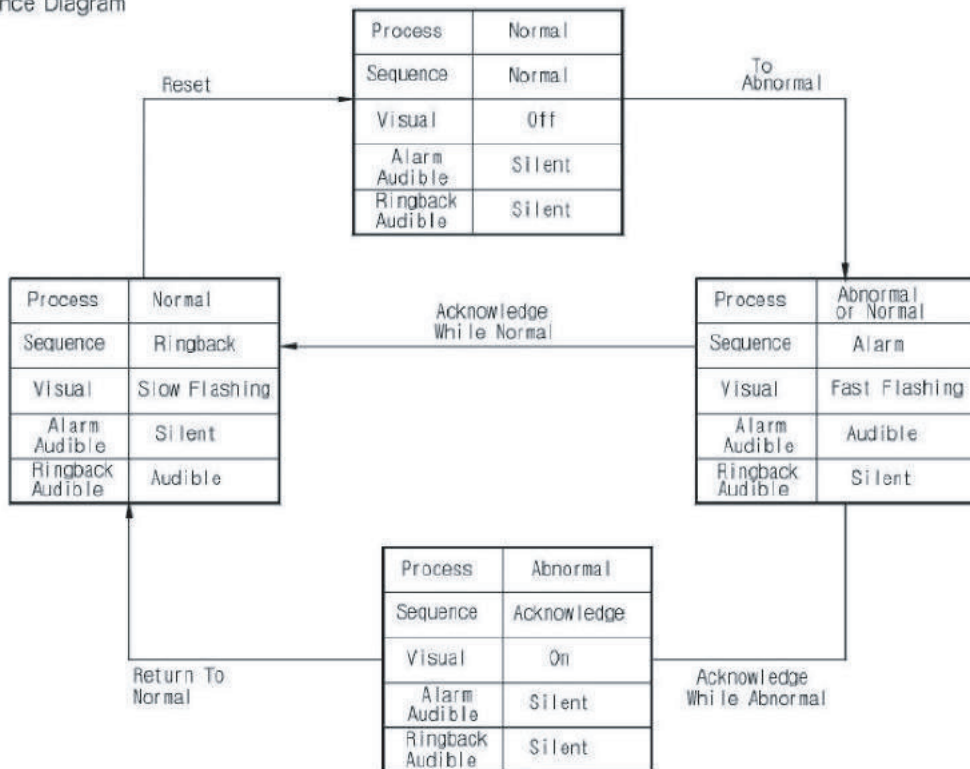 nce Diagram
Process Normal
Sequence Normal
Visual Off
Alarm Audible Silent
Ringback Audible Silent
Reset
To
Abnormal
Process Normal
Sequence Ringback
Visual Slow Flashing
Alarm Audible Silent
Ringback Audible Audible
Acknowledge
While Normal
Process Abnormal or Normal
Sequence Alarm
Visual Fast Flashing
Alarm Audible Audible
Ringback Audible Silent
Process Abnormal
Sequence Acknowledge
Visual On
Alarm Audible Silent
Ringback Audible Silent
Return To
Normal
Acknowledge
While Abnormal